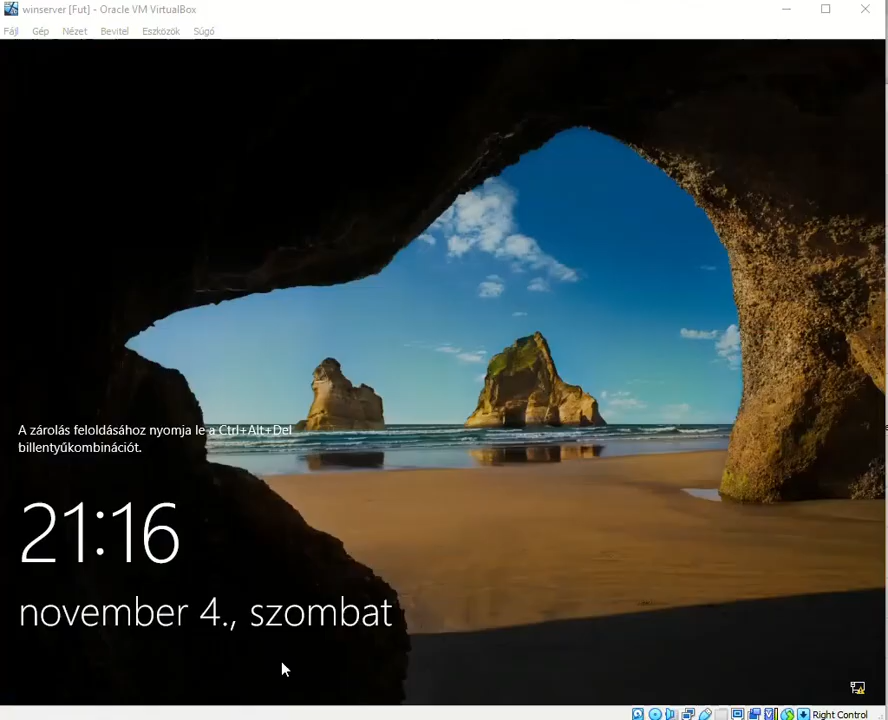 winserver [Fut] - Oracle VM VirtualBox
Fájl Gép Nézet Bevitel Eszközök Súgó
A zárolás feloldásához nyomja le a Ctrl+Alt+Del
billentyűkombinációt.
21:16
november 4., szombat
Right Control